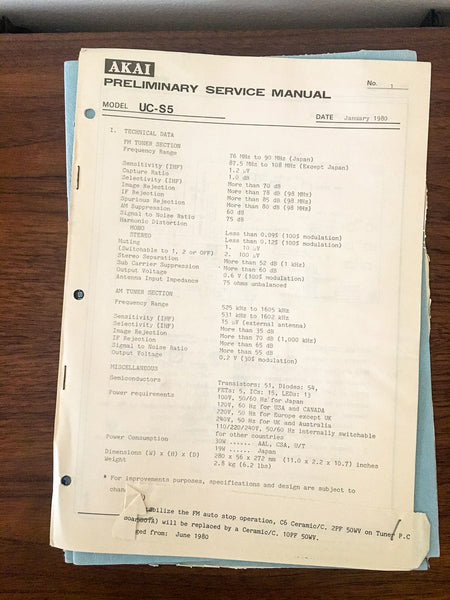 AKAI
PRELIMINARY SERVICE MANUAL
No. 1
MODEL UC-S5
DATE January 1980
I. TECHNICAL DATA
FM TUNER SECTION
Frequency Range 76 MHz to 90 MHz (Japan)
87.5 MHz to 108 MHz (Except Japan)
Sensitivity (IHF) 1.2 μV
Capture Ratio 1.0 dB
Selectivity (IHF) More than 70 dB
Image Rejection More than 78 dB (98 MHz)
IF Rejection More than 85 dB (98 MHz)
Spurious Rejection More than 80 dB (98 MHz)
AM Suppression 60 dB
Signal to Noise Ratio 75 dB
Harmonic Distortion
MONO Less than 0.09% (100% modulation)
STEREO Less than 0.12% (100% modulation)
Muting 1. 10 μV
(Switchable to 1, 2 or OFF) 2. 100 μV
Stereo Separation More than 52 dB (1 kHz)
Sub Carrier Suppression More than 60 dB
Output Voltage 0.6 V (100% modulation)
Antenna Input Impedance 75 ohms unbalanced
AM TUNER SECTION
Frequency Range 525 kHz to 1605 kHz
531 kHz to 1602 kHz
Sensitivity (IHF) 15 μV (external antenna)
Selectivity (IHF) More than 35 dB
Image Rejection More than 70 dB (1,000 kHz)
IF Rejection More than 65 dB
Signal to Noise Ratio More than 55 dB
Output Voltage 0.2 V (30% modulation)
MISCELLANEOUS
Semiconductors Transistors: 51, Diodes: 54,
FETs: 5, ICs: 15, LEDs: 13
Power requirements 100V, 50/60 Hz for Japan
120V, 60 Hz for USA and CANADA
220V, 50 Hz for Europe except UK
240V, 50 Hz for UK and Australia
110/220/240V, 50/60 Hz internally switchable
for other countries
Power Consumption 30W ...... AAL, CSA, U/T
19W ...... Japan
Dimensions (W) x (H) x (D) 280 x 56 x 272 mm (11.0 x 2.2 x 10.7) inches
Weight 2.8 kg (6.2 lbs)
* For improvements purposes, specifications and design are subject to
chang
abilize the FM auto stop operation, C6 Ceramic/C, 2PF 50WV on Tuner P.C
will be replaced by a Ceramic/C, 10PF 50WV.
ged from: June 1980